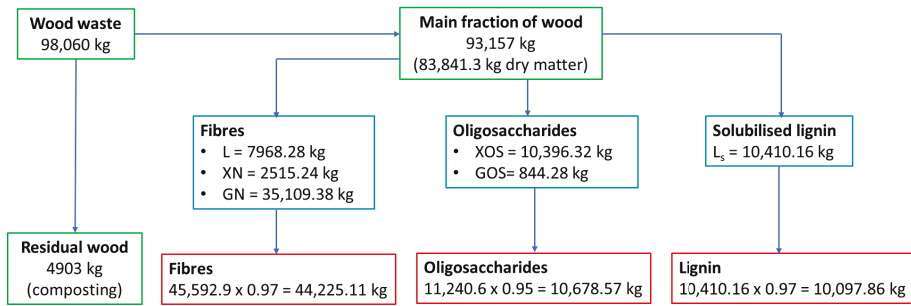 Wood waste
98,060 kg
Main fraction of wood
93,157 kg
(83,841.3 kg dry matter)
Fibres
• L = 7968.28 kg
• XN = 2515.24 kg
• GN = 35,109.38 kg
Oligosaccharides
• XOS = 10,396.32 kg
• GOS= 844.28 kg
Solubilised lignin
Ls = 10,410.16 kg
Residual wood
4903 kg
(composting)
Fibres
45,592.9 x 0.97 = 44,225.11 kg
Oligosaccharides
11,240.6 x 0.95 = 10,678.57 kg
Lignin
10,410.16 x 0.97 = 10,097.86 kg